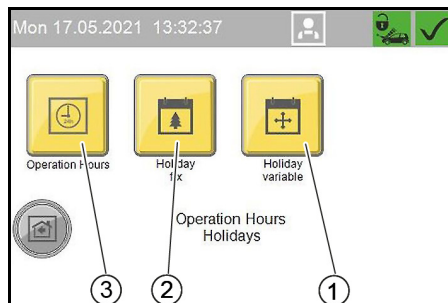 Mon 17.05.2021 13:32:37
24h
Operation Hours
Holiday
fix
Holiday
variable
Operation Hours
Holidays
3
2
1